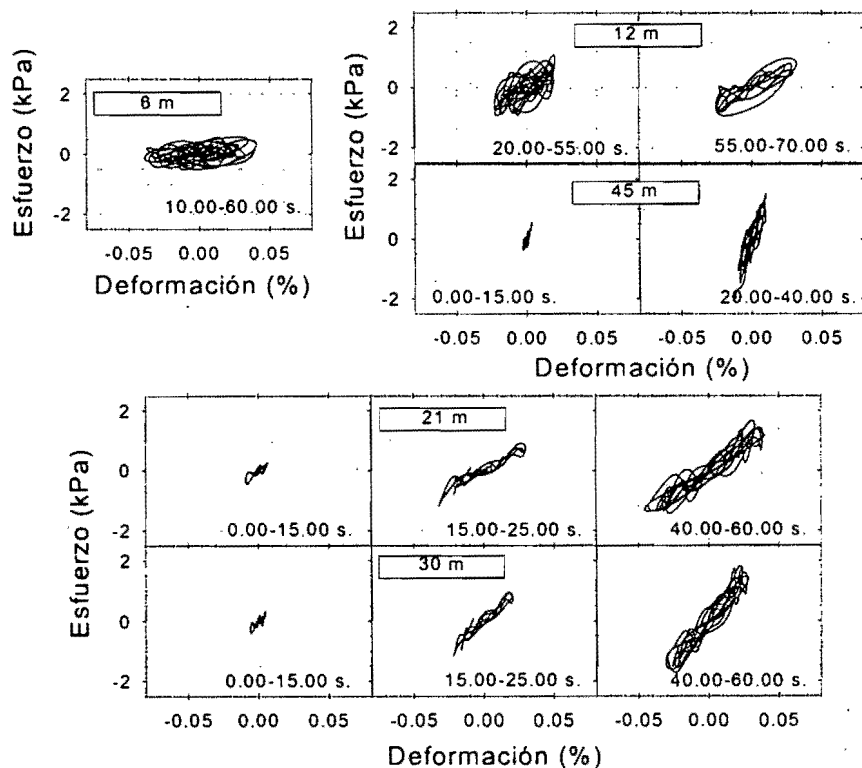 6 m
Esfuerzo (kPa)
2
0
-2
10.00-60.00 s.
-0.05 0.00 0.05
Deformación (%)
12 m
Esfuerzo (kPa)
2
0
-2
20.00-55.00 s.
55.00-70.00 s.
45 m
2
0
-2
0.00-15.00 s.
20.00-40.00 s.
-0.05 0.00 0.05 -0.05 0.00 0.05
Deformación (%)
21 m
Esfuerzo (kPa)
2
0
-2
0.00-15.00 s.
15.00-25.00 s.
40.00-60.00 s.
30 m
2
0
-2
0.00-15.00 s.
15.00-25.00 s.
40.00-60.00 s.
-0.05 0.00 0.05 -0.05 0.00 0.05 -0.05 0.00 0.05
Deformación (%)